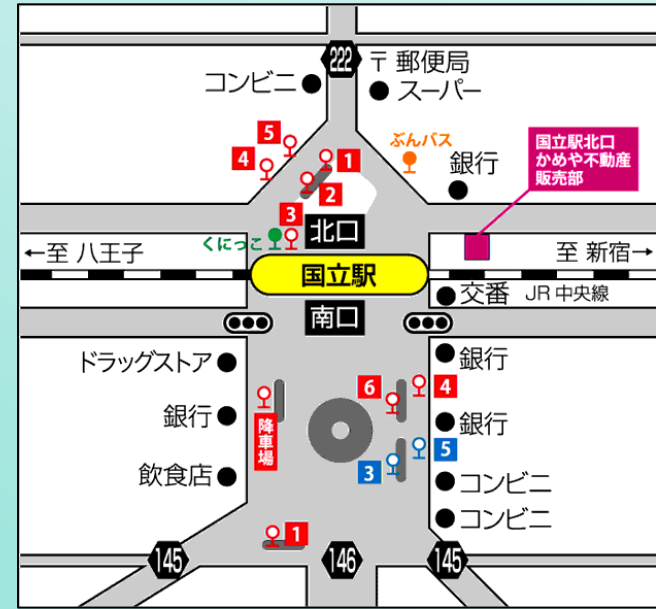 222
〒郵便局
コンビニ
スーパー
5
4
1
2
ぶんバス
銀行
国立駅北口
かめや不動産
販売部
3
くにっこ
北口
←至 八王子
至 新宿→
国立駅
交番 JR中央線
南口
ドラッグストア
銀行
6
4
銀行
降車場
銀行
3
5
飲食店
コンビニ
コンビニ
1
145
146
145